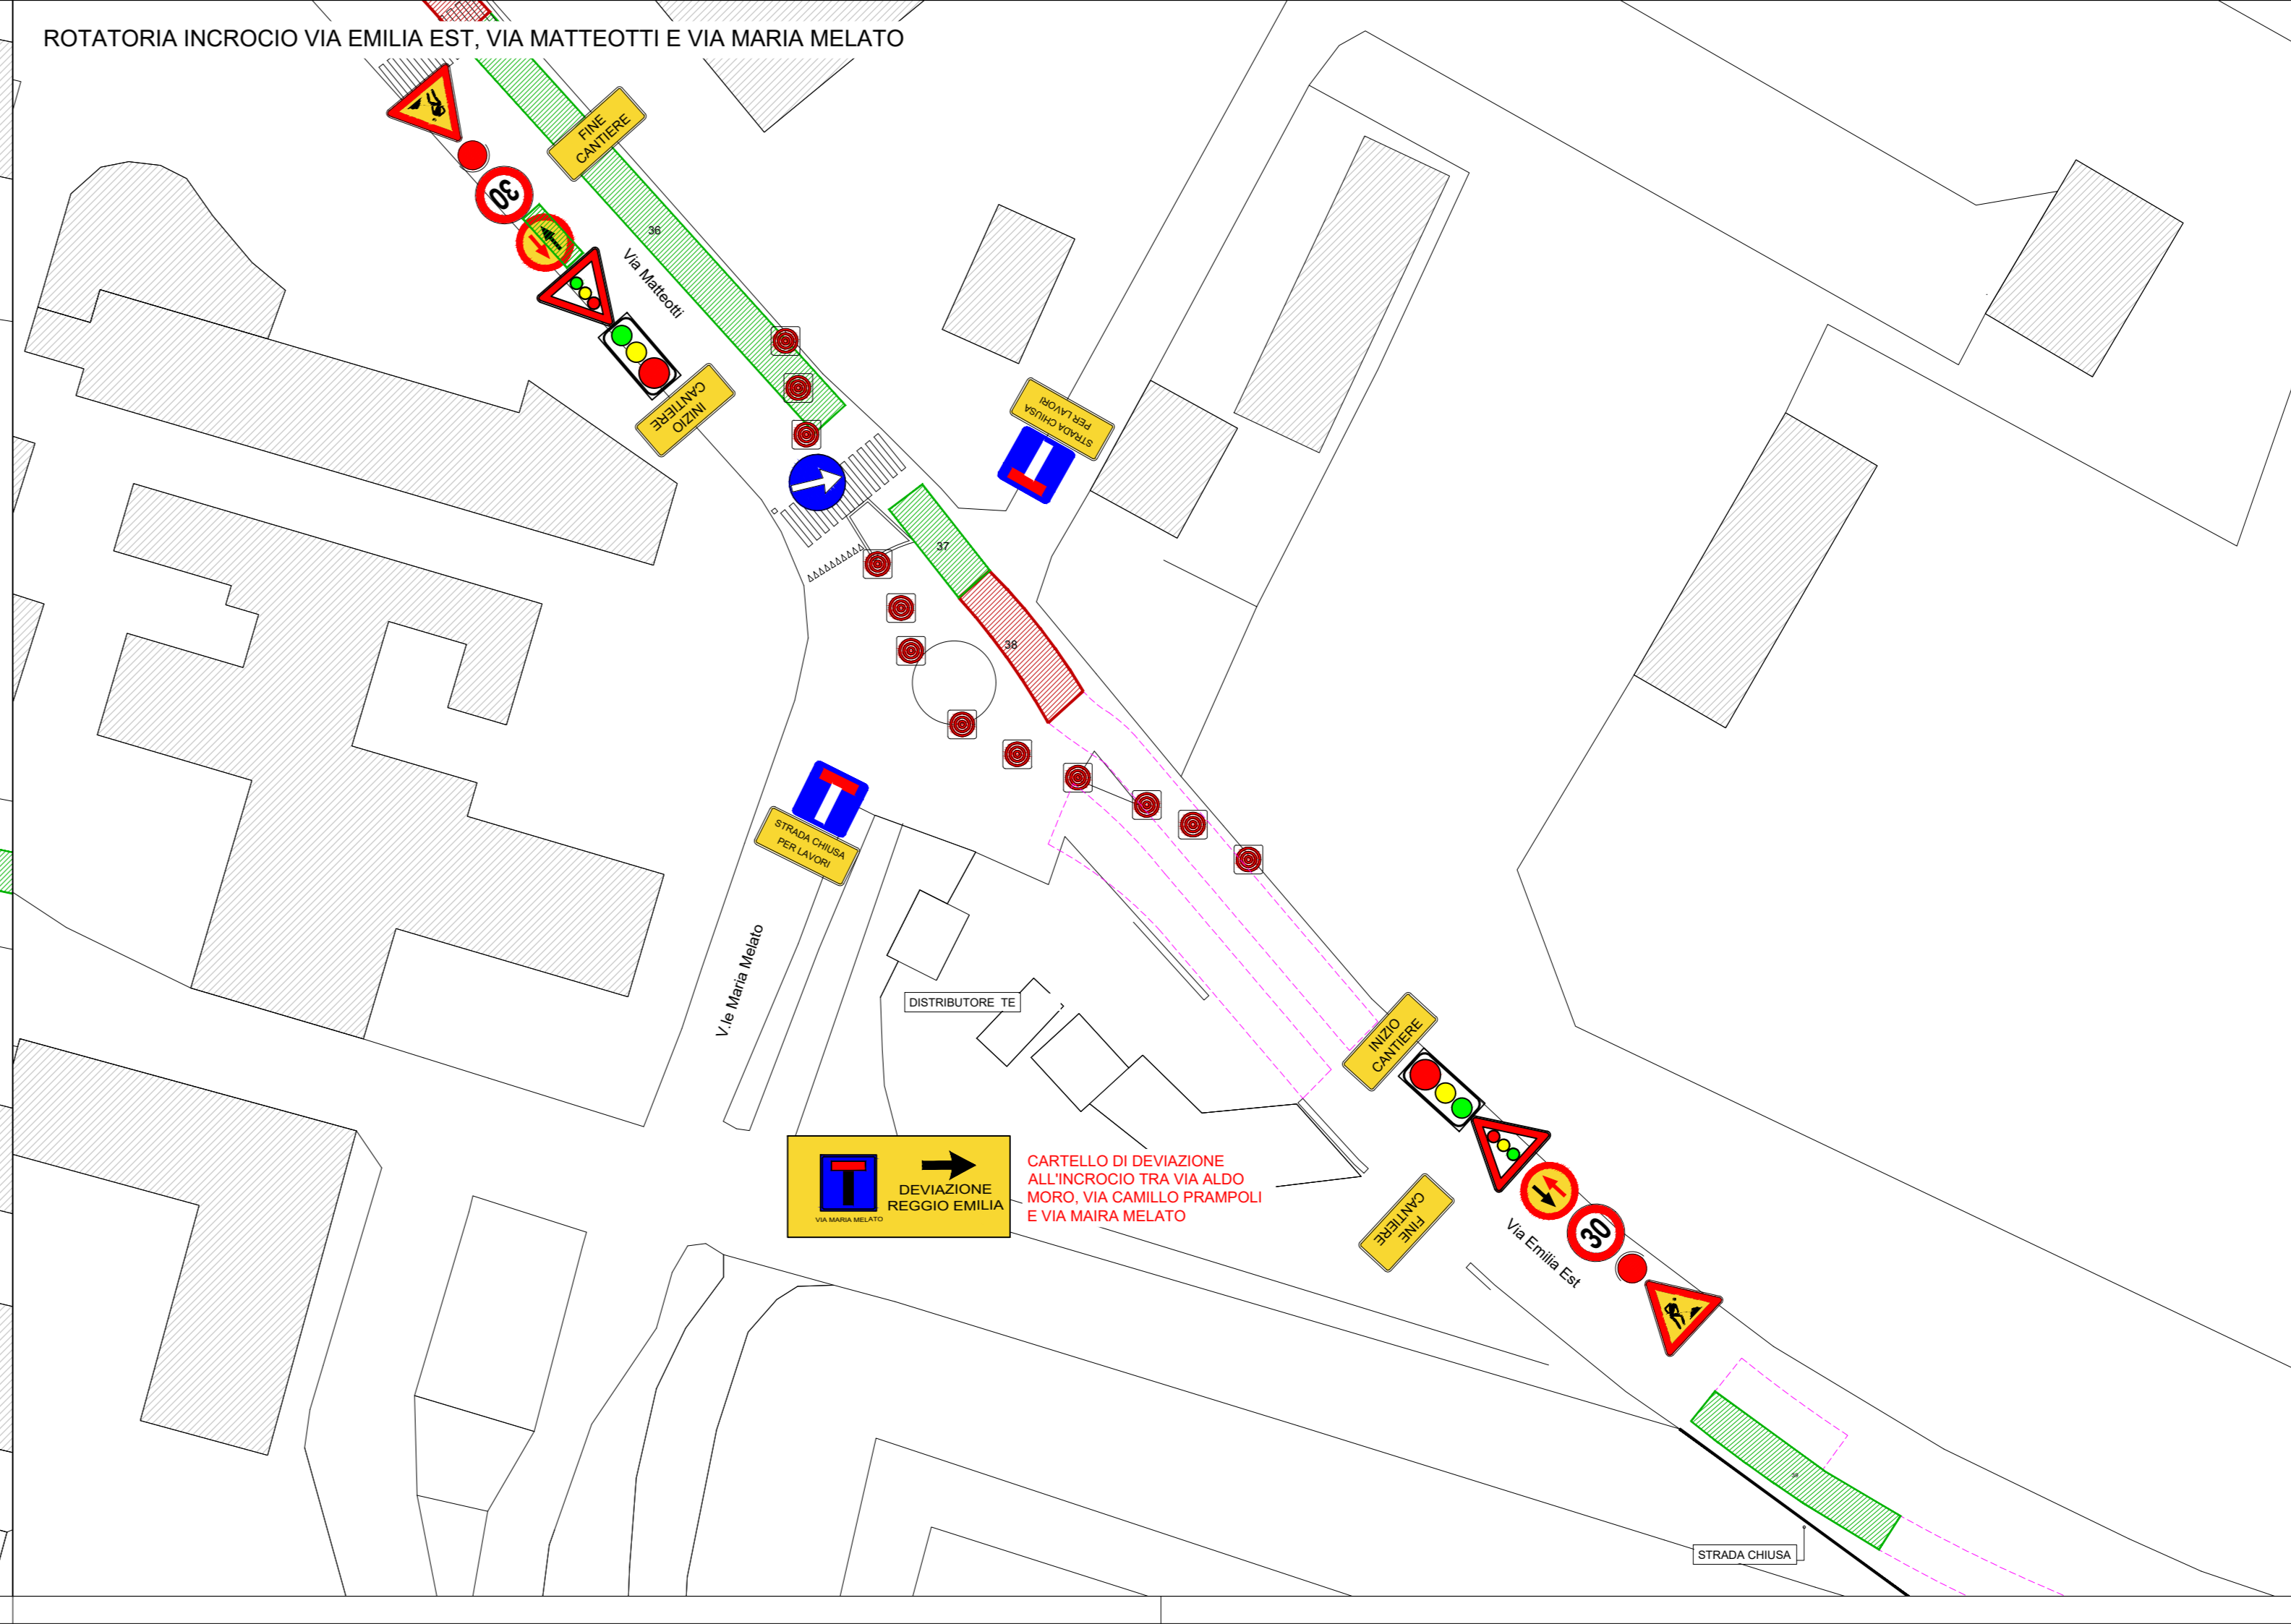 ROTATORIA INCROCIO VIA EMILIA EST, VIA MATTEOTTI E VIA MARIA MELATO
FINE
CANTIERE
30
36
Via Matteotti
INIZIO
CANTIERE
STRADA CHIUSA
PER LAVORI
37
38
STRADA CHIUSA
PER LAVORI
V.le Maria Melato
DISTRIBUTORE TE
INIZIO
CANTIERE
DEVIAZIONE
REGGIO EMILIA
VIA MARIA MELATO
CARTELLO DI DEVIAZIONE
ALL'INCROCIO TRA VIA ALDO
MORO, VIA CAMILLO PRAMPOLI
E VIA MAIRA MELATO
FINE
CANTIERE
30
Via Emilia Est
STRADA CHIUSA